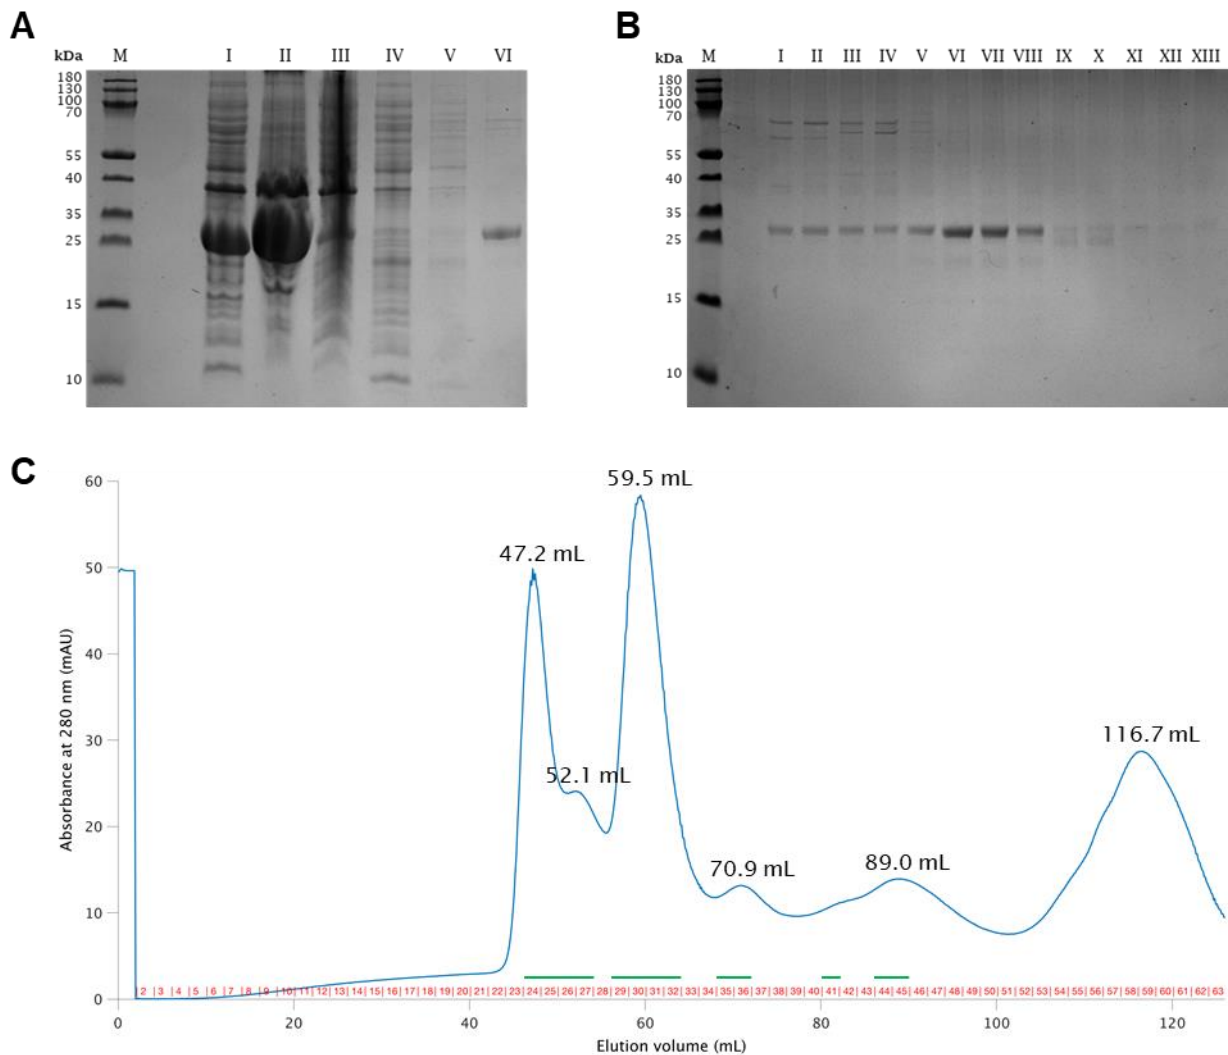 A
kDa M I II III IV V VI
180
130
100
70
55
40
35
25
15
10
B
kDa M I II III IV V VI VII VIII IX X XI XII XIII
180
130
100
70
55
40
35
25
15
10
C
60
50
40
30
20
10
0
Absorbance at 280 nm (mAU)
59.5 mL
47.2 mL
52.1 mL
70.9 mL
89.0 mL
116.7 mL
| 2 | 3 | 4 | 5 | 6 | 7 | 8 | 9 | 10 | 11 | 12 | 13 | 14 | 15 | 16 | 17 | 18 | 19 | 20 | 21 | 22 | 23 | 24 | 25 | 26 | 27 | 28 | 29 | 30 | 31 | 32 | 33 | 34 | 35 | 36 | 37 | 38 | 39 | 40 | 41 | 42 | 43 | 44 | 45 | 46 | 47 | 48 | 49 | 50 | 51 | 52 | 53 | 54 | 55 | 56 | 57 | 58 | 59 | 60 | 61 | 62 | 63
0 20 40 60 80 100 120
Elution volume (mL)